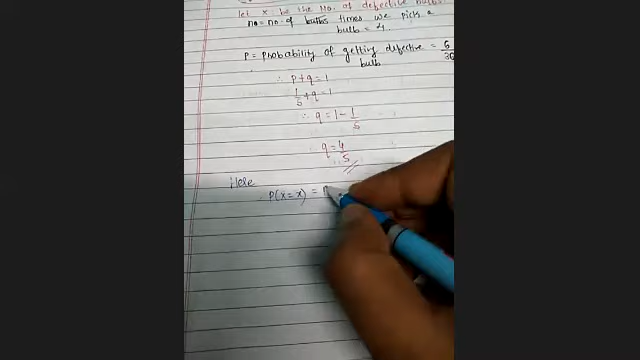 let x be the No. of defective bulbs.
no = no. of bulbs times we pick a
bulb = 4.
P = Probability of getting defective = 6/30
bulb
∴ p+q=1
1/5 + q = 1
∴ q = 1 - 1/5
q = 4/5
Here
P(X=x) = n